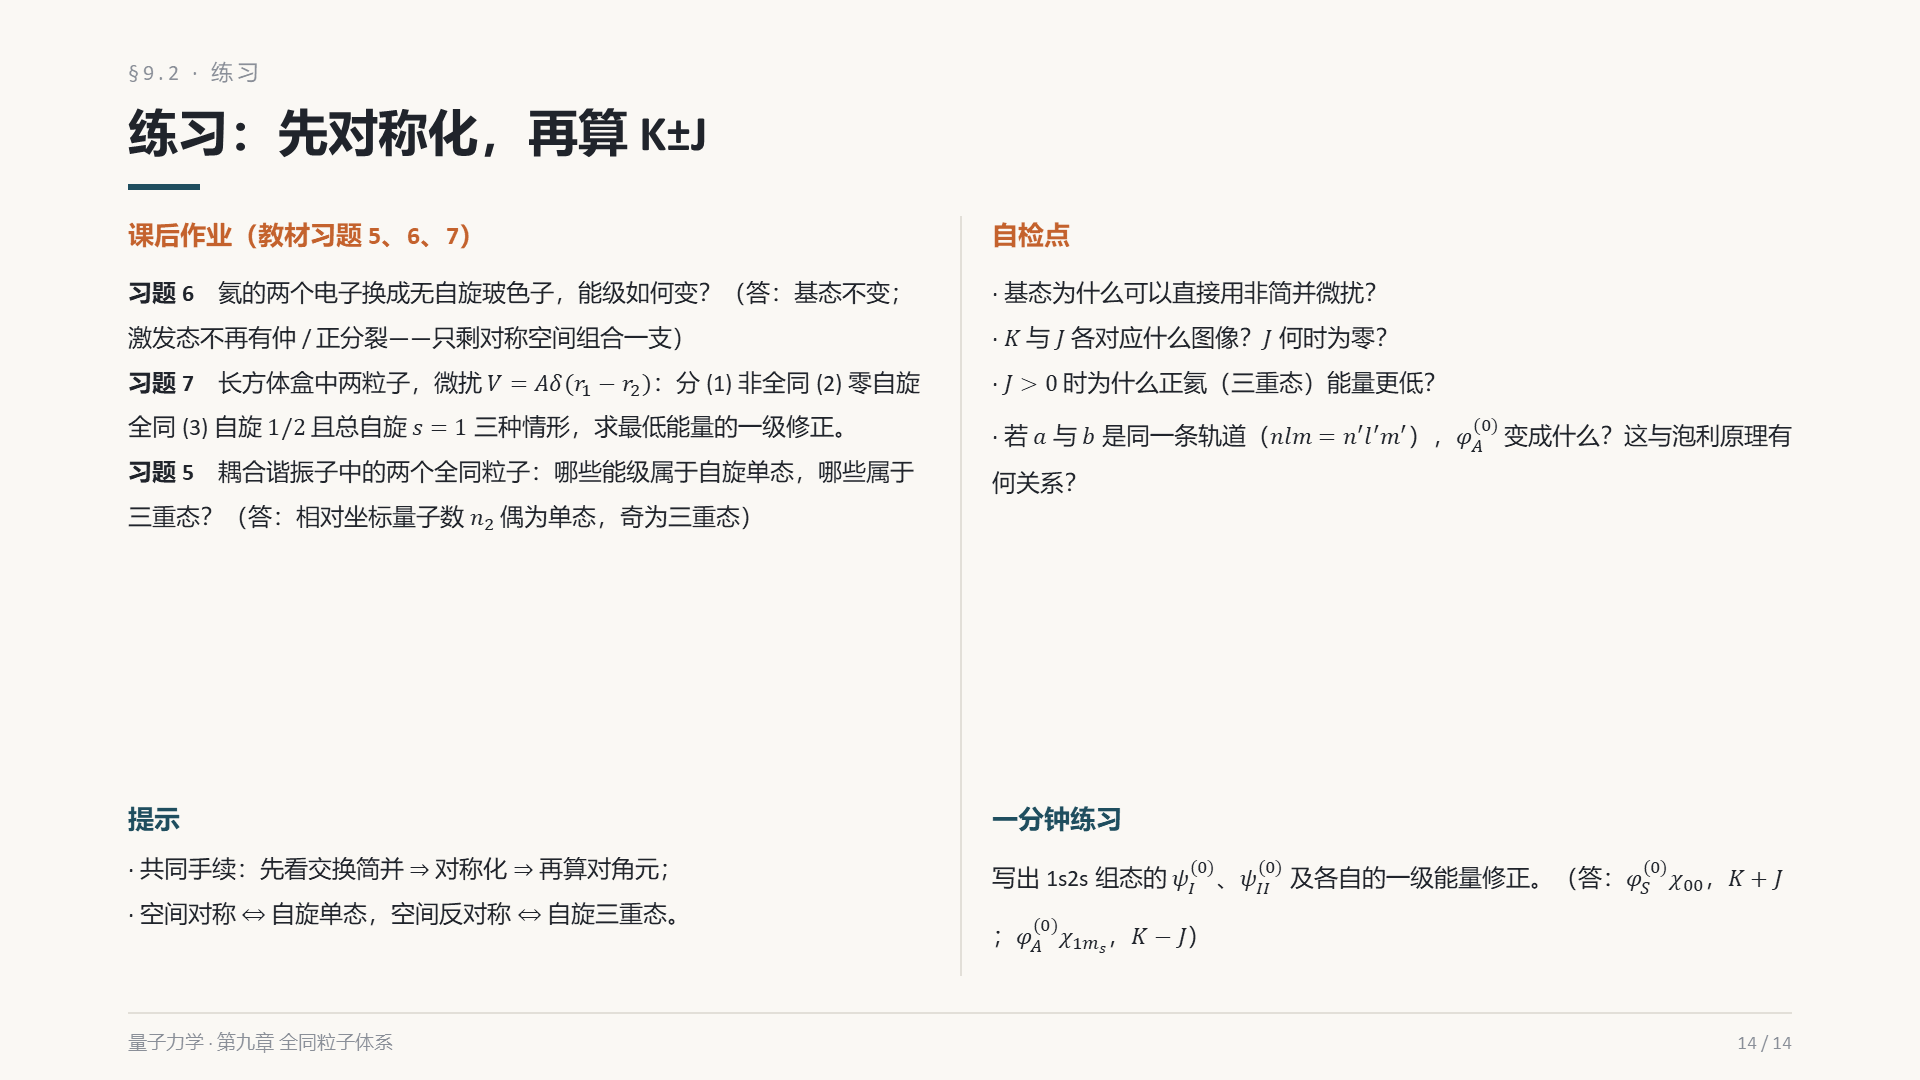 §9.2 · 练习
练习：先对称化，再算 K±J
课后作业（教材习题 5、6、7）
习题 6　氦的两个电子换成无自旋玻色子，能级如何变？（答：基态不变；
激发态不再有仲 / 正分裂——只剩对称空间组合一支）
习题 7　长方体盒中两粒子，微扰 V = Aδ(r₁ − r₂)：分 (1) 非全同 (2) 零自旋
全同 (3) 自旋 1/2 且总自旋 s = 1 三种情形，求最低能量的一级修正。
习题 5　耦合谐振子中的两个全同粒子：哪些能级属于自旋单态，哪些属于
三重态？（答：相对坐标量子数 n₂ 偶为单态，奇为三重态）
提示
· 共同手续：先看交换简并 ⇒ 对称化 ⇒ 再算对角元；
· 空间对称 ⇔ 自旋单态，空间反对称 ⇔ 自旋三重态。
自检点
· 基态为什么可以直接用非简并微扰？
· K 与 J 各对应什么图像？J 何时为零？
· J > 0 时为什么正氦（三重态）能量更低？
· 若 a 与 b 是同一条轨道（nlm = n′l′m′），φ_A^(0) 变成什么？这与泡利原理有
何关系？
一分钟练习
写出 1s2s 组态的 ψ_I^(0)、ψ_II^(0) 及各自的一级能量修正。（答：φ_S^(0)χ₀₀，K + J
；φ_A^(0)χ_{1m_s}，K − J）
量子力学 · 第九章 全同粒子体系
14 / 14